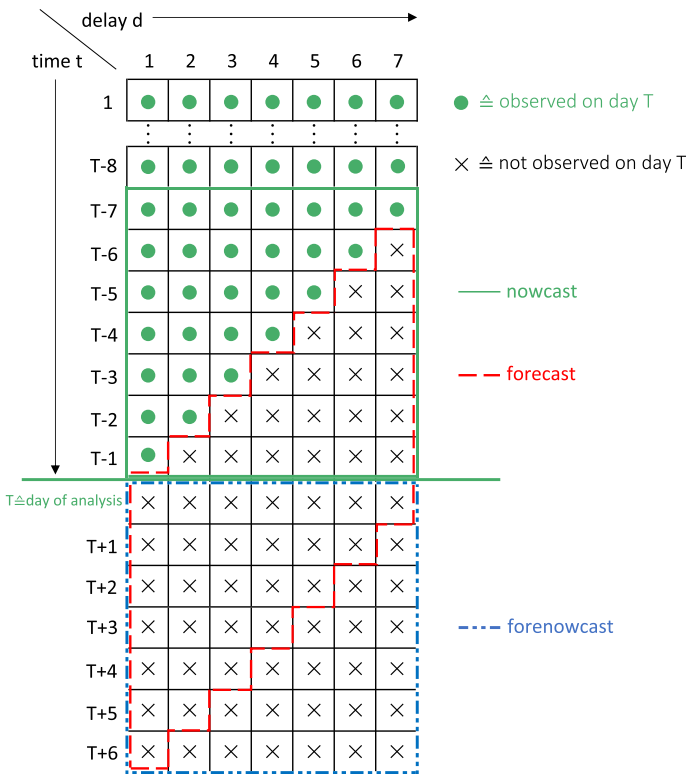 delay d
time t
1 2 3 4 5 6 7
1
≙ observed on day T
T-8
≙ not observed on day T
T-7
T-6
T-5
nowcast
T-4
T-3
forecast
T-2
T-1
T≙day of analysis
T+1
T+2
T+3
forenowcast
T+4
T+5
T+6